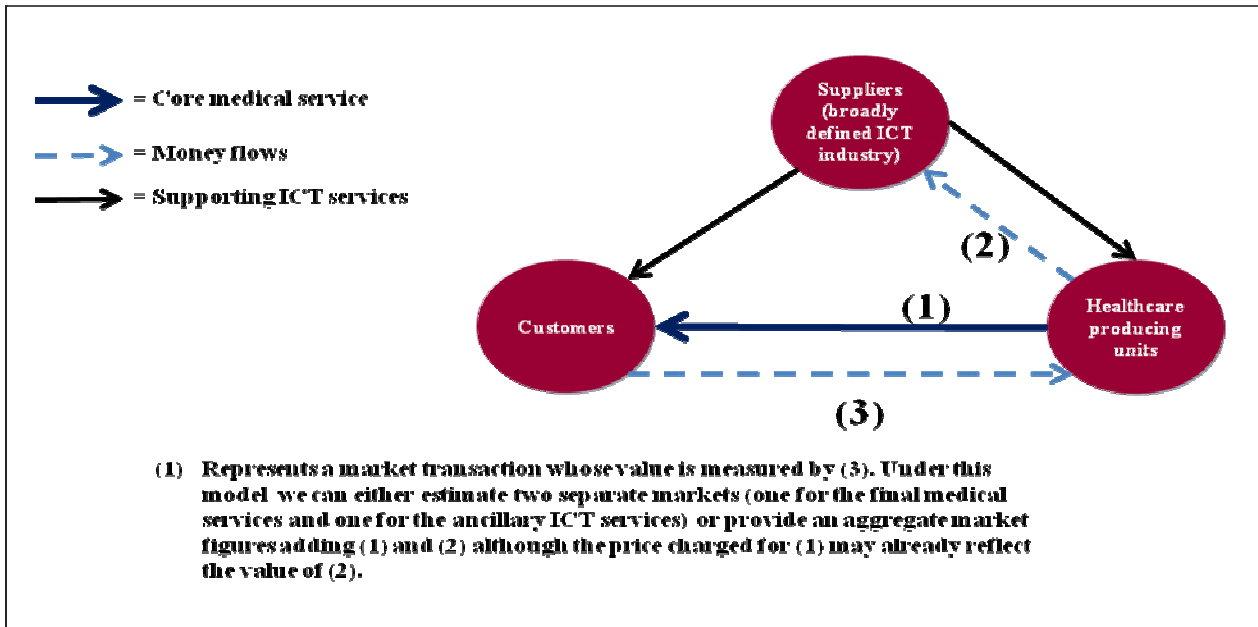 = Core medical service
= Money flows
= Supporting ICT services
Suppliers
(broadly
defined ICT
industry)
(2)
(1)
Customers
Healthcare
producing
units
(3)
(1) Represents a market transaction whose value is measured by (3). Under this
model we can either estimate two separate markets (one for the final medical
services and one for the ancillary ICT services) or provide an aggregate market
figures adding (1) and (2) although the price charged for (1) may already reflect
the value of (2).